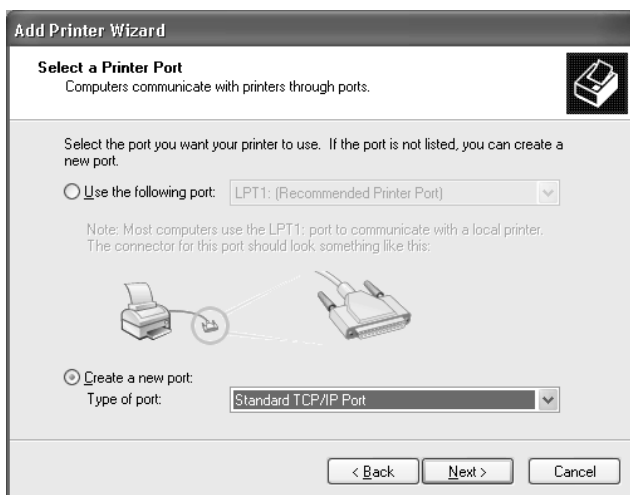 Add Printer Wizard
Select a Printer Port
Computers communicate with printers through ports.
Select the port you want your printer to use. If the port is not listed, you can create a
new port.
Use the following port: LPT1: (Recommended Printer Port)
Note: Most computers use the LPT1: port to communicate with a local printer.
The connector for this port should look something like this:
Create a new port:
Type of port: Standard TCP/IP Port
< Back Next > Cancel